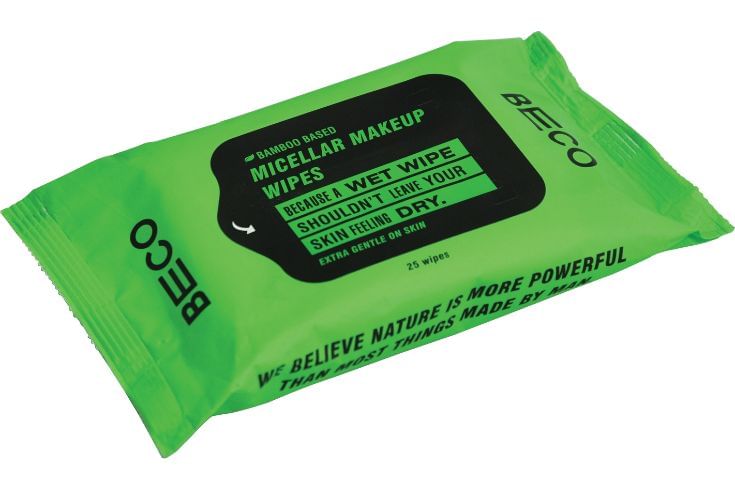 BECO
BAMBOO BASED
MICELLAR MAKEUP
WIPES
BECAUSE A WET WIPE
SHOULDN'T LEAVE YOUR
SKIN FEELING DRY.
EXTRA GENTLE ON SKIN
25 wipes
BECO
WE BELIEVE NATURE IS MORE POWERFUL
THAN MOST THINGS MADE BY MAN.